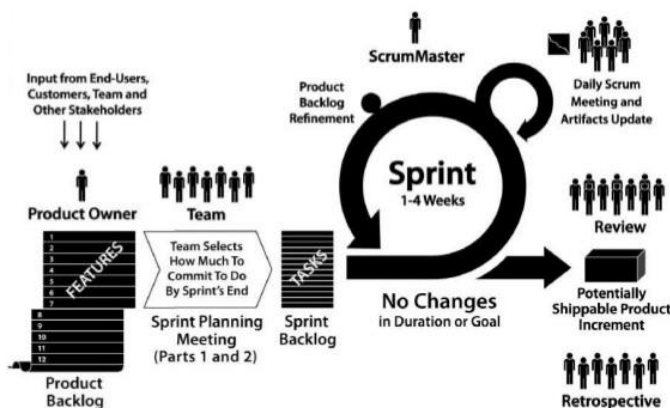 ScrumMaster
Input from End-Users,
Customers, Team and
Other Stakeholders
Product Backlog
Refinement
Daily Scrum
Meeting and
Artifacts Update
Product Owner
Team
Sprint
1-4 Weeks
Review
1
2
3
4
5
6
7
8
9
10
11
12
FEATURES
Team Selects
How Much To
Commit To Do
By Sprint's End
TASKS
Potentially
Shippable Product
Increment
No Changes
in Duration or Goal
Sprint Planning
Meeting
(Parts 1 and 2)
Sprint
Backlog
Product
Backlog
Retrospective